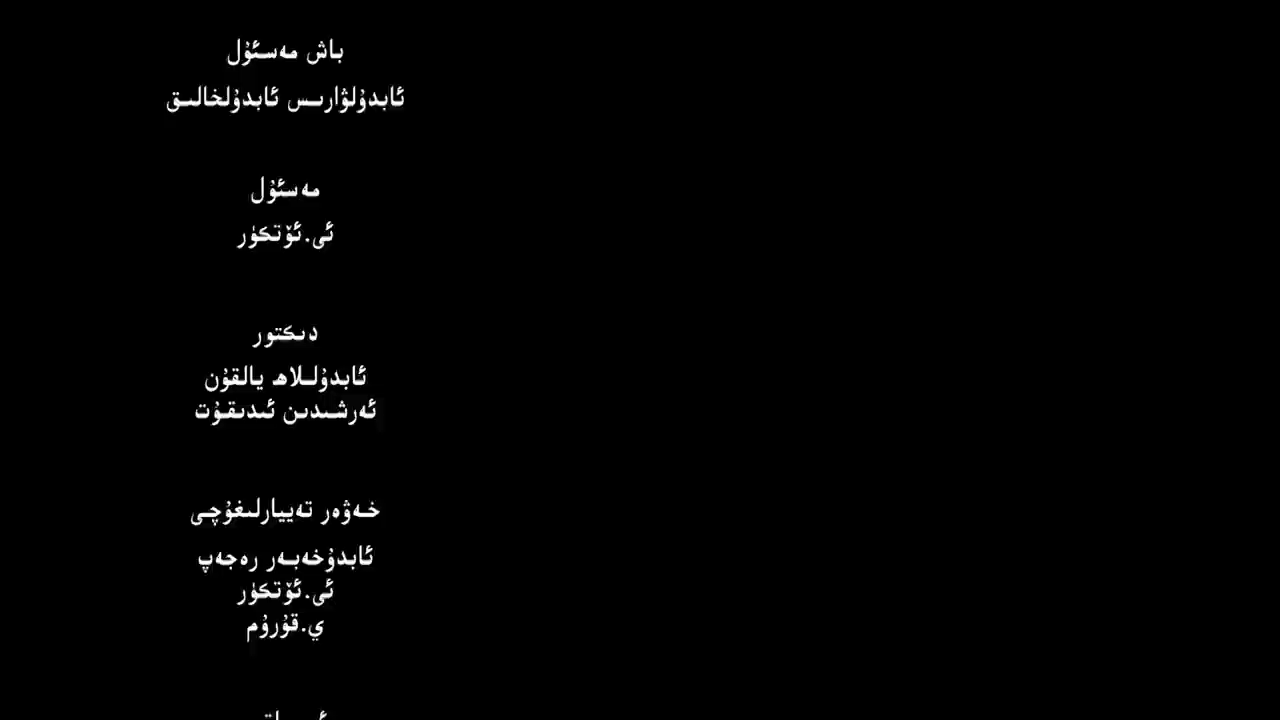 باش مەسئۇل
ئابدۇلۋارىس ئابدۇلخالىق
مەسئۇل
ئى.ئۆتكۈر
دىكتور
ئابدۇللاھ يالقۇن
ئەرشىدىن ئىدىقۇت
خەۋەر تەييارلىغۇچى
ئابدۇخەبەر رەجەپ
ئى.ئۆتكۈر
ي.قۇرۇم